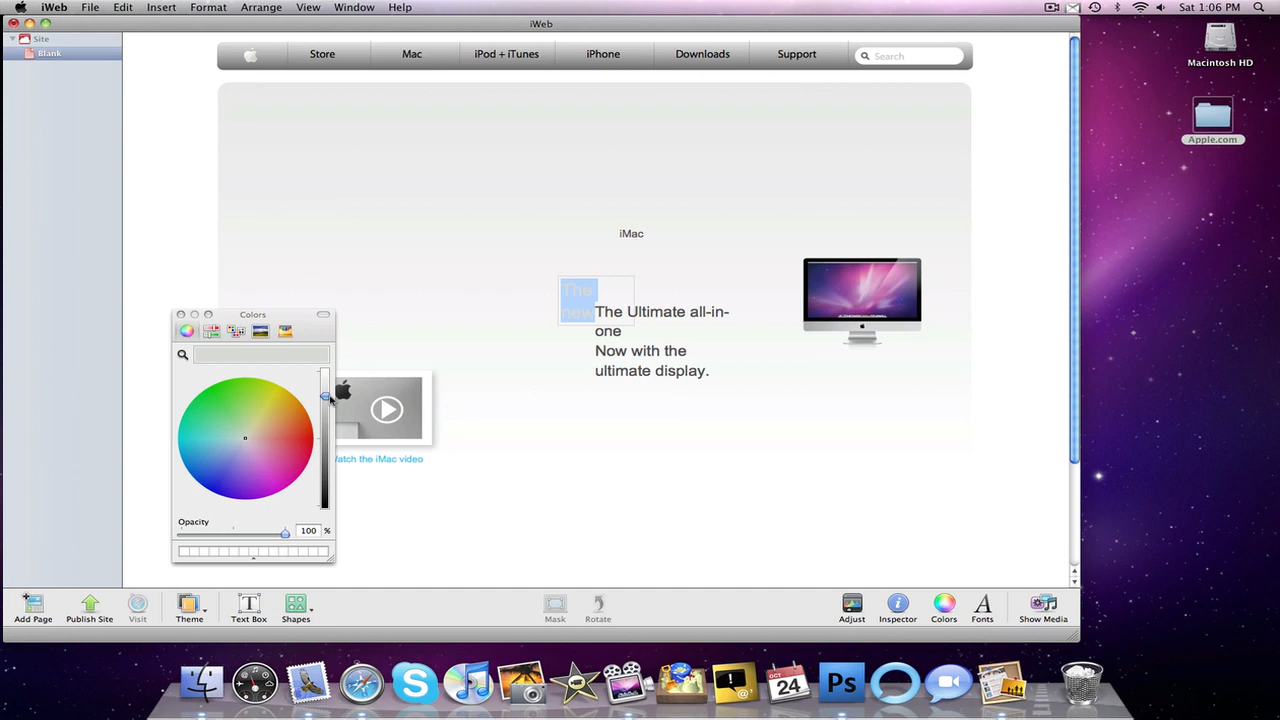 iWeb File Edit Insert Format Arrange View Window Help Sat 1:06 PM
iWeb
Site
Blank
Store Mac iPod + iTunes iPhone Downloads Support Search
Macintosh HD
Apple.com
iMac
The
new
The Ultimate all-in-
one
Now with the
ultimate display.
Colors
Opacity
100 %
Watch the iMac video
Add Page Publish Site Visit Theme Text Box Shapes Mask Rotate Adjust Inspector Colors Fonts Show Media
OCT
24
Ps